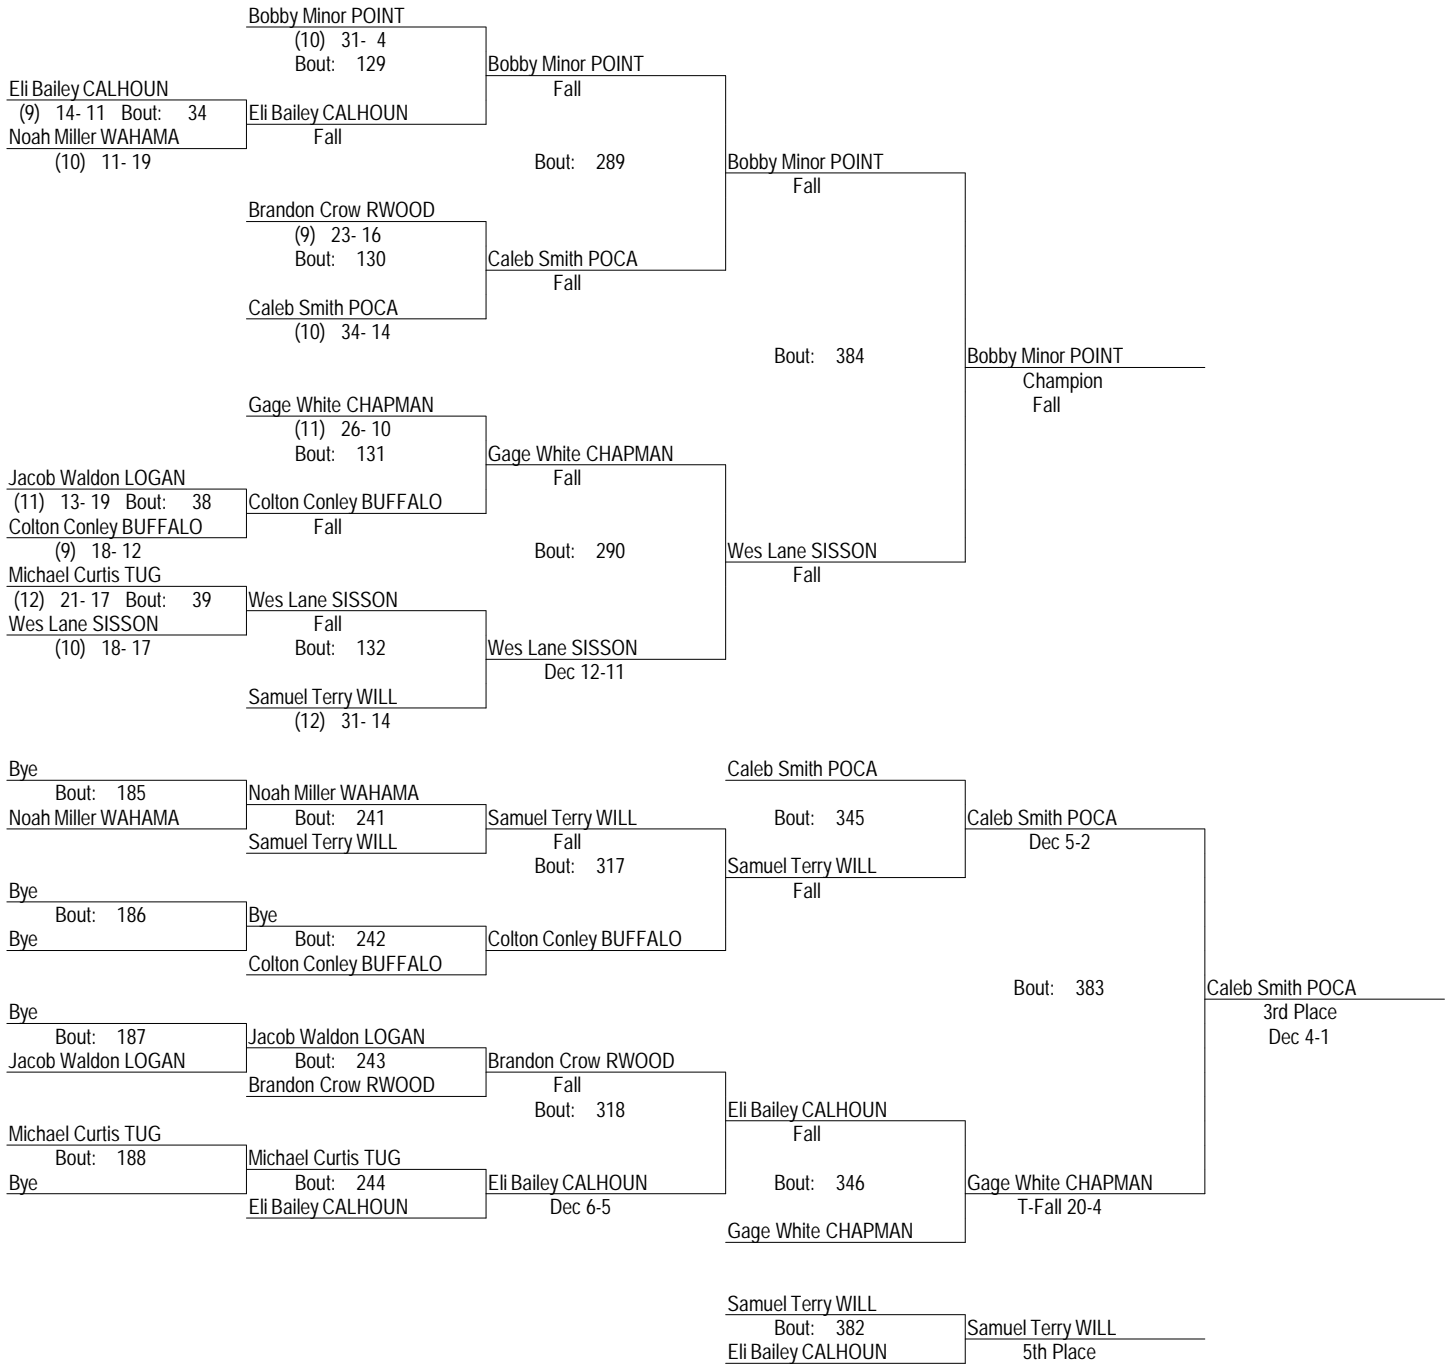 Bobby Minor POINT
(10) 31- 4
Bout: 129
Bobby Minor POINT
Fall
Eli Bailey CALHOUN
(9) 14- 11 Bout: 34
Eli Bailey CALHOUN
Noah Miller WAHAMA
Fall
(10) 11- 19
Bout: 289
Bobby Minor POINT
Fall
Brandon Crow RWOOD
(9) 23- 16
Bout: 130
Caleb Smith POCA
Fall
Caleb Smith POCA
(10) 34- 14
Bout: 384
Bobby Minor POINT
Champion
Fall
Gage White CHAPMAN
(11) 26- 10
Bout: 131
Gage White CHAPMAN
Fall
Jacob Waldon LOGAN
(11) 13- 19 Bout: 38
Colton Conley BUFFALO
Colton Conley BUFFALO
Fall
(9) 18- 12
Bout: 290
Wes Lane SISSON
Fall
Michael Curtis TUG
(12) 21- 17 Bout: 39
Wes Lane SISSON
Wes Lane SISSON
Fall
(10) 18- 17
Bout: 132
Wes Lane SISSON
Dec 12-11
Samuel Terry WILL
(12) 31- 14
Bye
Bout: 185
Noah Miller WAHAMA
Noah Miller WAHAMA
Bout: 241
Samuel Terry WILL
Samuel Terry WILL
Fall
Bout: 317
Caleb Smith POCA
Bout: 345
Caleb Smith POCA
Dec 5-2
Samuel Terry WILL
Fall
Bye
Bout: 186
Bye
Bye
Bout: 242
Colton Conley BUFFALO
Colton Conley BUFFALO
Bout: 383
Caleb Smith POCA
3rd Place
Dec 4-1
Bye
Bout: 187
Jacob Waldon LOGAN
Jacob Waldon LOGAN
Bout: 243
Brandon Crow RWOOD
Brandon Crow RWOOD
Fall
Bout: 318
Eli Bailey CALHOUN
Fall
Michael Curtis TUG
Bout: 188
Bye
Michael Curtis TUG
Bout: 244
Eli Bailey CALHOUN
Eli Bailey CALHOUN
Dec 6-5
Bout: 346
Gage White CHAPMAN
T-Fall 20-4
Gage White CHAPMAN
Samuel Terry WILL
Bout: 382
Eli Bailey CALHOUN
Samuel Terry WILL
5th Place